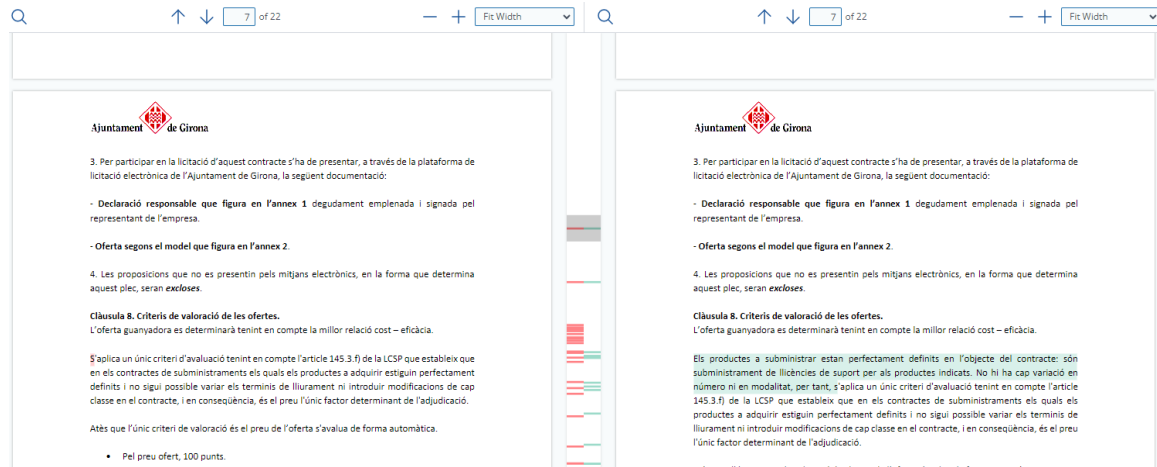 7 of 22 Fit Width
7 of 22 Fit Width
Ajuntament de Girona
3. Per participar en la licitació d'aquest contracte s'ha de presentar, a través de la plataforma de
licitació electrònica de l'Ajuntament de Girona, la següent documentació:
- Declaració responsable que figura en l'annex 1 degudament emplenada i signada pel
representant de l'empresa.
- Oferta segons el model que figura en l'annex 2.
4. Les proposicions que no es presentin pels mitjans electrònics, en la forma que determina
aquest plec, seran excloses.
Clàusula 8. Criteris de valoració de les ofertes.
L'oferta guanyadora es determinarà tenint en compte la millor relació cost – eficàcia.
S'aplica un únic criteri d'avaluació tenint en compte l'article 145.3.f) de la LCSP que estableix que
en els contractes de subministraments els quals els productes a adquirir estiguin perfectament
definits i no sigui possible variar els terminis de lliurament ni introduir modificacions de cap
classe en el contracte, i en conseqüència, és el preu l'únic factor determinant de l'adjudicació.
Atès que l'únic criteri de valoració és el preu de l'oferta s'avalua de forma automàtica.
• Pel preu ofert, 100 punts.
Ajuntament de Girona
3. Per participar en la licitació d'aquest contracte s'ha de presentar, a través de la plataforma de
licitació electrònica de l'Ajuntament de Girona, la següent documentació:
- Declaració responsable que figura en l'annex 1 degudament emplenada i signada pel
representant de l'empresa.
- Oferta segons el model que figura en l'annex 2.
4. Les proposicions que no es presentin pels mitjans electrònics, en la forma que determina
aquest plec, seran excloses.
Clàusula 8. Criteris de valoració de les ofertes.
L'oferta guanyadora es determinarà tenint en compte la millor relació cost – eficàcia.
Els productes a subministrar estan perfectament definits en l'objecte del contracte: són
subministrament de llicències de suport per als productes indicats. No hi ha cap variació en
número ni en modalitat, per tant, s'aplica un únic criteri d'avaluació tenint en compte l'article
145.3.f) de la LCSP que estableix que en els contractes de subministraments els quals els
productes a adquirir estiguin perfectament definits i no sigui possible variar els terminis de
lliurament ni introduir modificacions de cap classe en el contracte, i en conseqüència, és el preu
l'únic factor determinant de l'adjudicació.